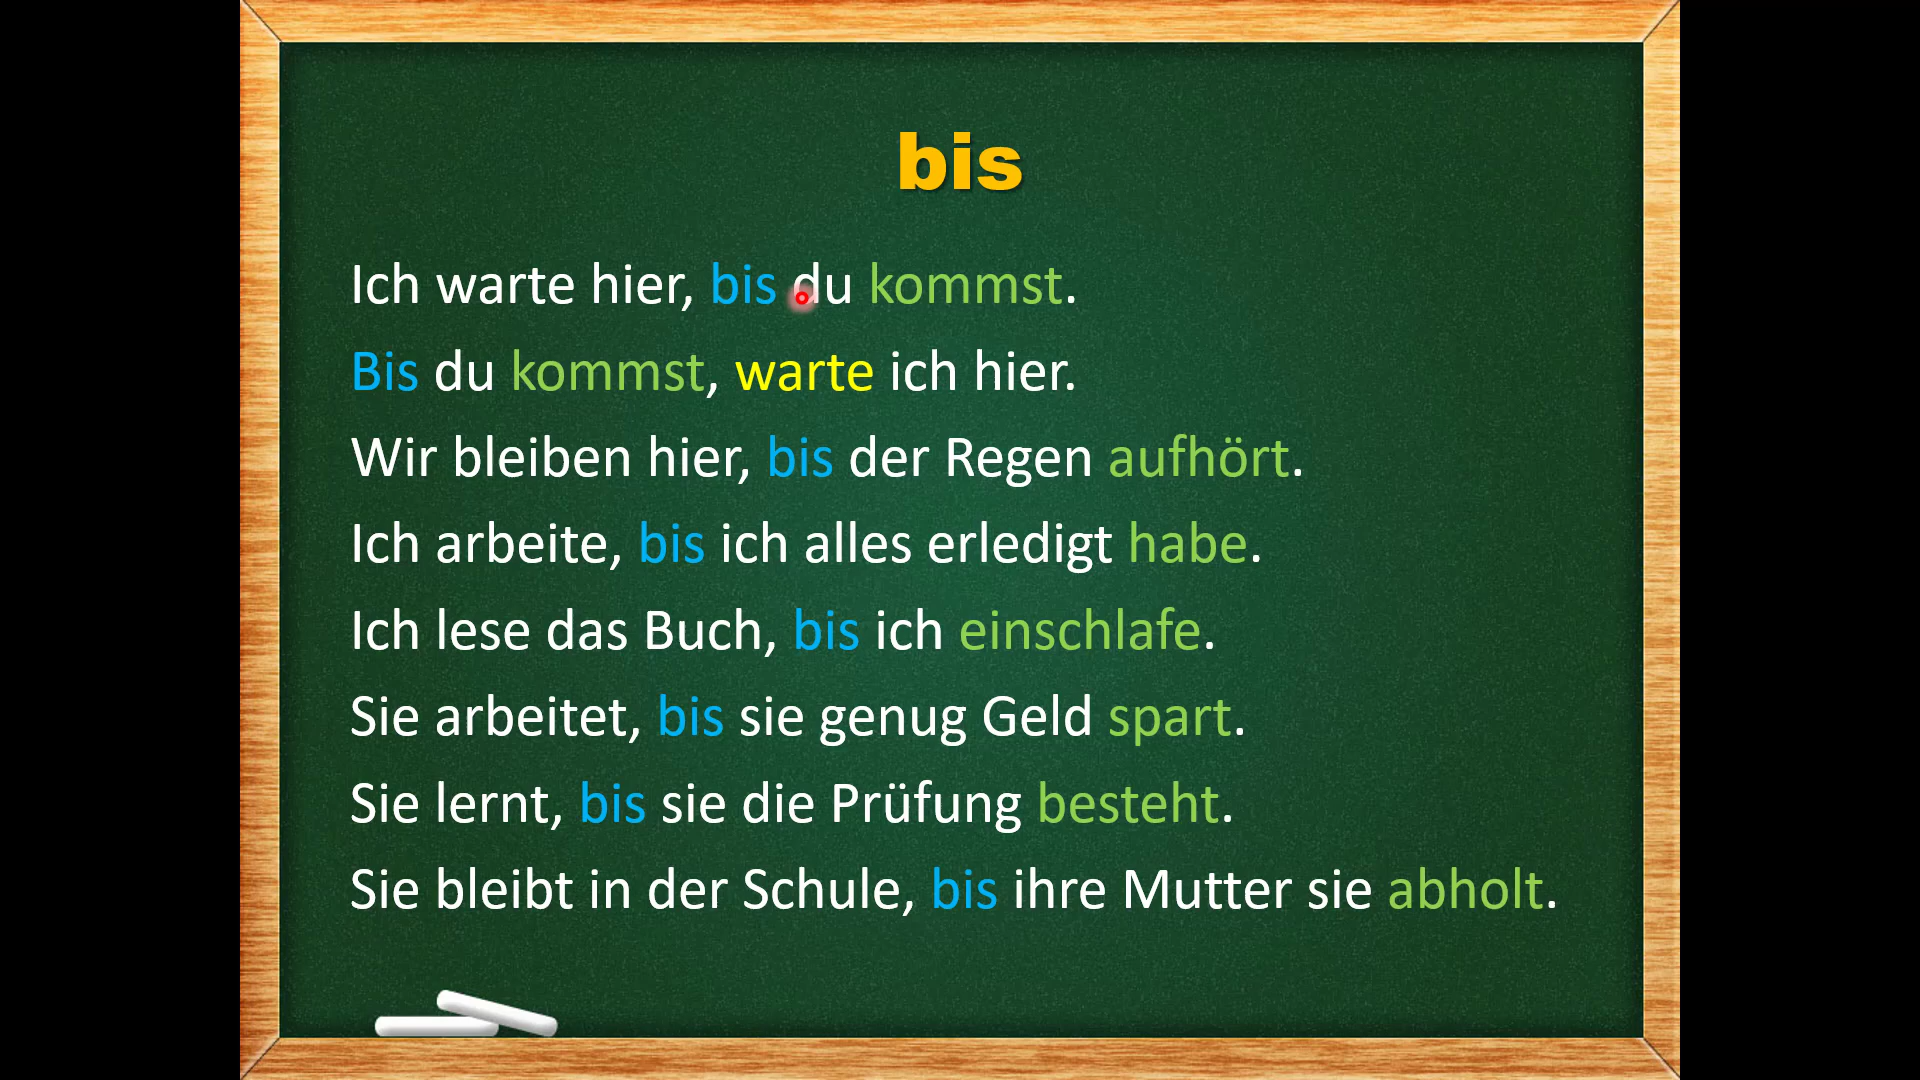 bis
Ich warte hier, bis du kommst.
Bis du kommst, warte ich hier.
Wir bleiben hier, bis der Regen aufhört.
Ich arbeite, bis ich alles erledigt habe.
Ich lese das Buch, bis ich einschlafe.
Sie arbeitet, bis sie genug Geld spart.
Sie lernt, bis sie die Prüfung besteht.
Sie bleibt in der Schule, bis ihre Mutter sie abholt.